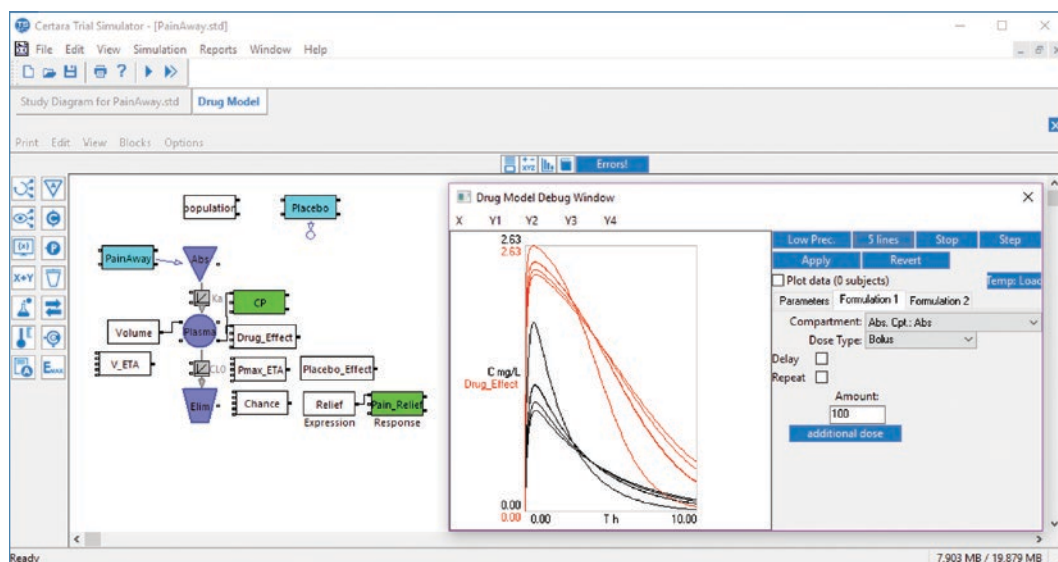 Certara Trial Simulator - [PainAway.std]
File Edit View Simulation Reports Window Help
Study Diagram for PainAway.std Drug Model
Print Edit View Blocks Options
Errors!
population
Placebo
PainAway
Abs
Ka
CP
Volume
Plasma
Drug_Effect
V_ETA
CLO
Pmax_ETA
Placebo_Effect
Elim
Chance
Relief
Pain_Relief
Expression
Response
X+Y
Drug Model Debug Window
X Y1 Y2 Y3 Y4
2.63
2.63
C mg/L
Drug_Effect
0.00
0.00
0.00 T h 10.00
Low Prec. 5 lines Stop Step
Apply Revert
Plot data (0 subjects) Temp: Load
Parameters Formulation 1 Formulation 2
Compartment: Abs. Cpt.: Abs
Dose Type: Bolus
Delay
Repeat
Amount:
100
additional dose
Ready
7.903 MB / 19.879 MB